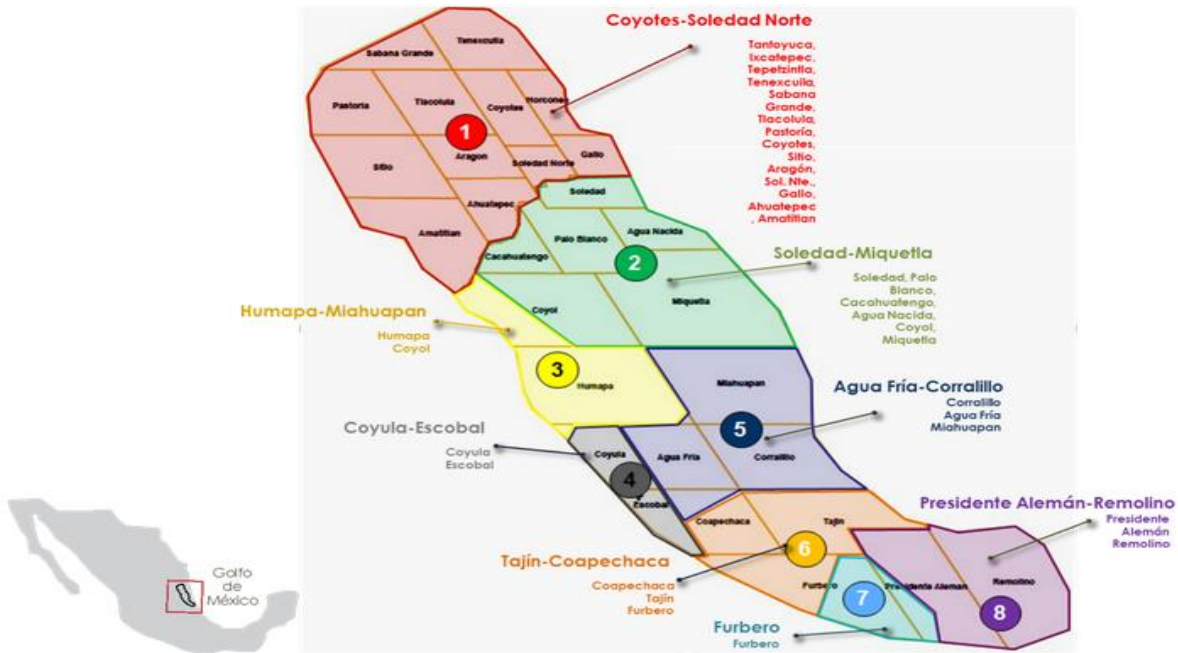 Coyotes-Soledad Norte
Tantoyuca,
Ixcatepec,
Tepetzintla,
Tenexcuila,
Sabana
Grande,
Tlacolula,
Pastoría,
Coyotes,
Sitio,
Aragón,
Sol. Nte.,
Gallo,
Ahuatepec
, Amatitlan
Tenexcuila
Sabana Grande
Pastoria
Tlacolula
Coyotes
Horcones
1
Sitio
Aragon
Soledad Norte
Gallo
Ahuatepec
Amatitlan
Soledad
Palo Blanco
Agua Nacida
Cacahuatengo
2
Coyol
Miquetla
Soledad-Miquetla
Soledad, Palo
Blanco,
Cacahuatengo,
Agua Nacida,
Coyol,
Miquetla
Humapa-Miahuapan
Humapa
Coyol
3
Humapa
Miahuapan
Agua Fría-Corralillo
Corralillo
Agua Fría
Miahuapan
5
Coyula-Escobal
Coyula
Escobal
Coyula
4
Escobal
Agua Fria
Corralillo
Presidente Alemán-Remolino
Presidente
Alemán
Remolino
Coapechaca
Tajin
6
Tajín-Coapechaca
Coapechaca
Tajín
Furbero
Furbero
Presidente Aleman
Remolino
7
8
Furbero
Furbero
Golfo
de
México